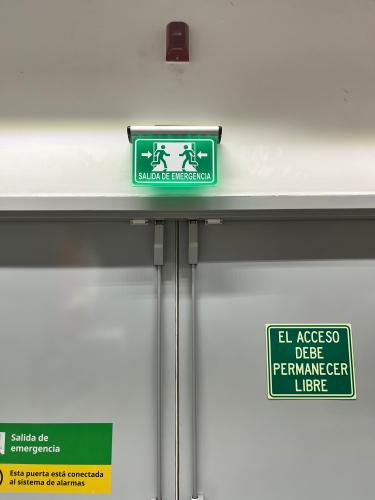 SALIDA DE EMERGENCIA
EL ACCESO
DEBE
PERMANECER
LIBRE
Salida de
emergencia
Esta puerta está conectada
al sistema de alarmas